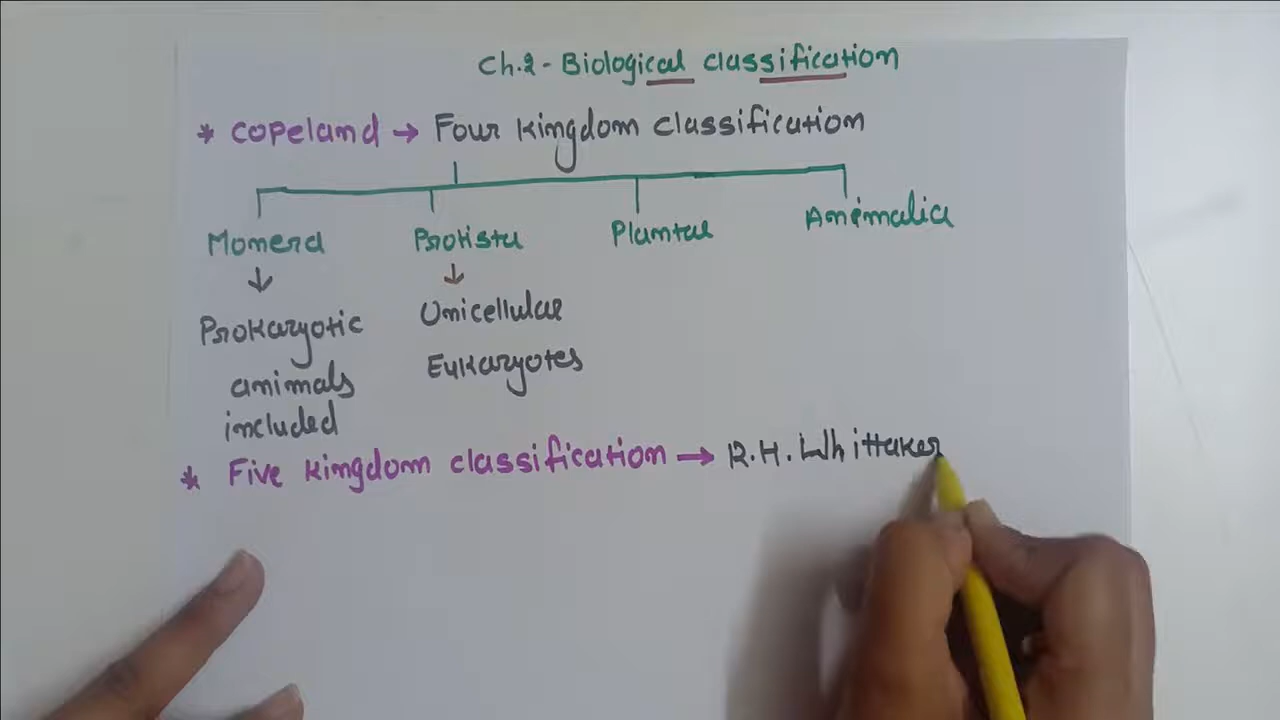 Ch.2 - Biological classification
* Copeland → Four kingdom classification
Monera Protista Plantae Animalia
↓ ↓
Prokaryotic Unicellular
animals Eukaryotes
included
* Five kingdom classification → R.H. Whittaker